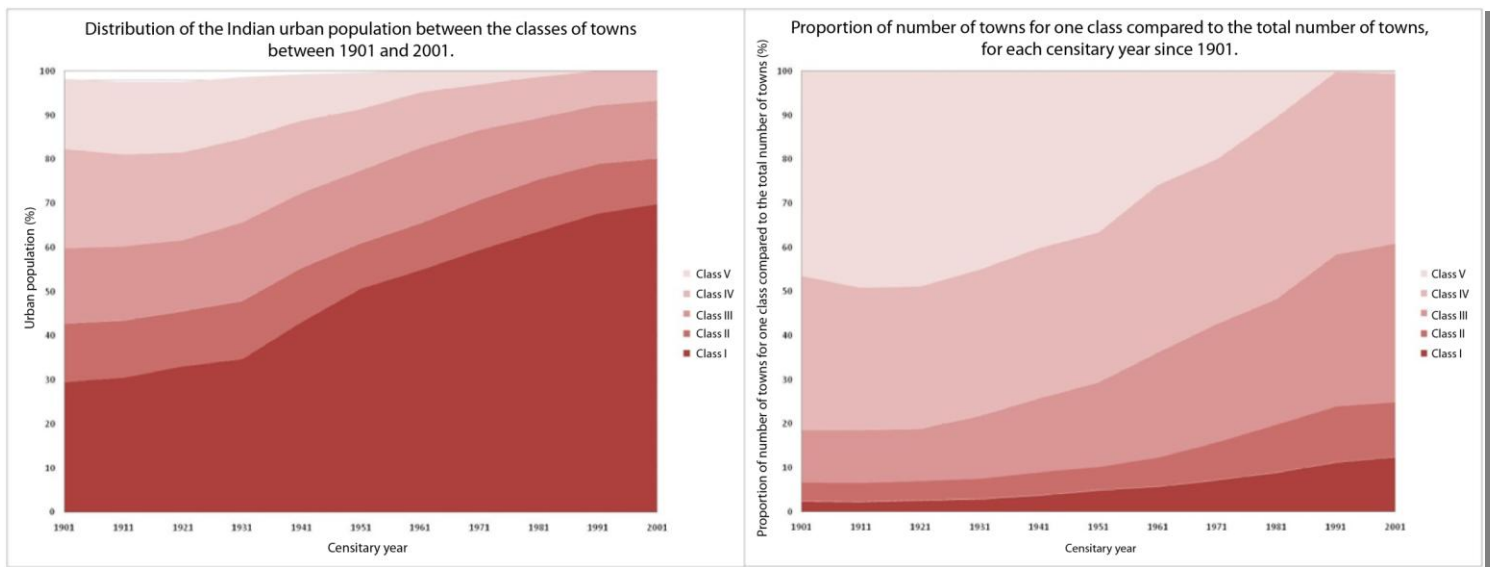 Distribution of the Indian urban population between the classes of towns
between 1901 and 2001.
Urban population (%)
100
90
80
70
60
50
40
30
20
10
0
1901 1911 1921 1931 1941 1951 1961 1971 1981 1991 2001
Censitary year
Class V
Class IV
Class III
Class II
Class I
Proportion of number of towns for one class compared to the total number of towns,
for each censitary year since 1901.
Proportion of number of towns for one class compared to the total number of towns (%)
100
90
80
70
60
50
40
30
20
10
0
1901 1911 1921 1931 1941 1951 1961 1971 1981 1991 2001
Censitary year
Class V
Class IV
Class III
Class II
Class I